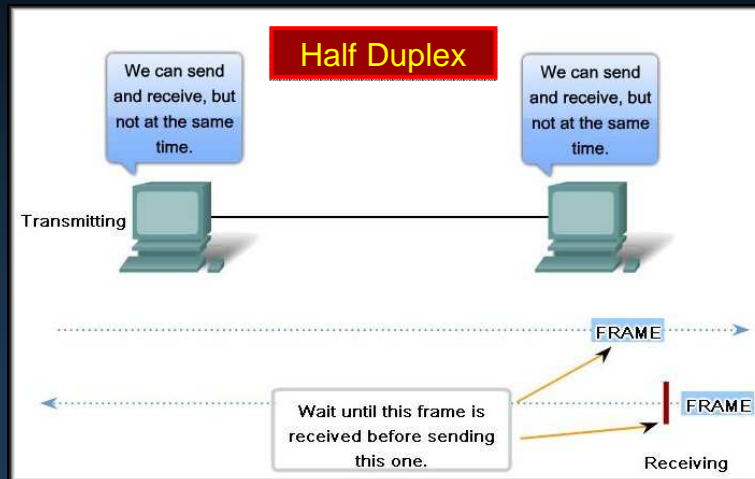 Half Duplex
We can send
and receive, but
not at the same
time.
We can send
and receive, but
not at the same
time.
Transmitting
FRAME
FRAME
Wait until this frame is
received before sending
this one.
Receiving